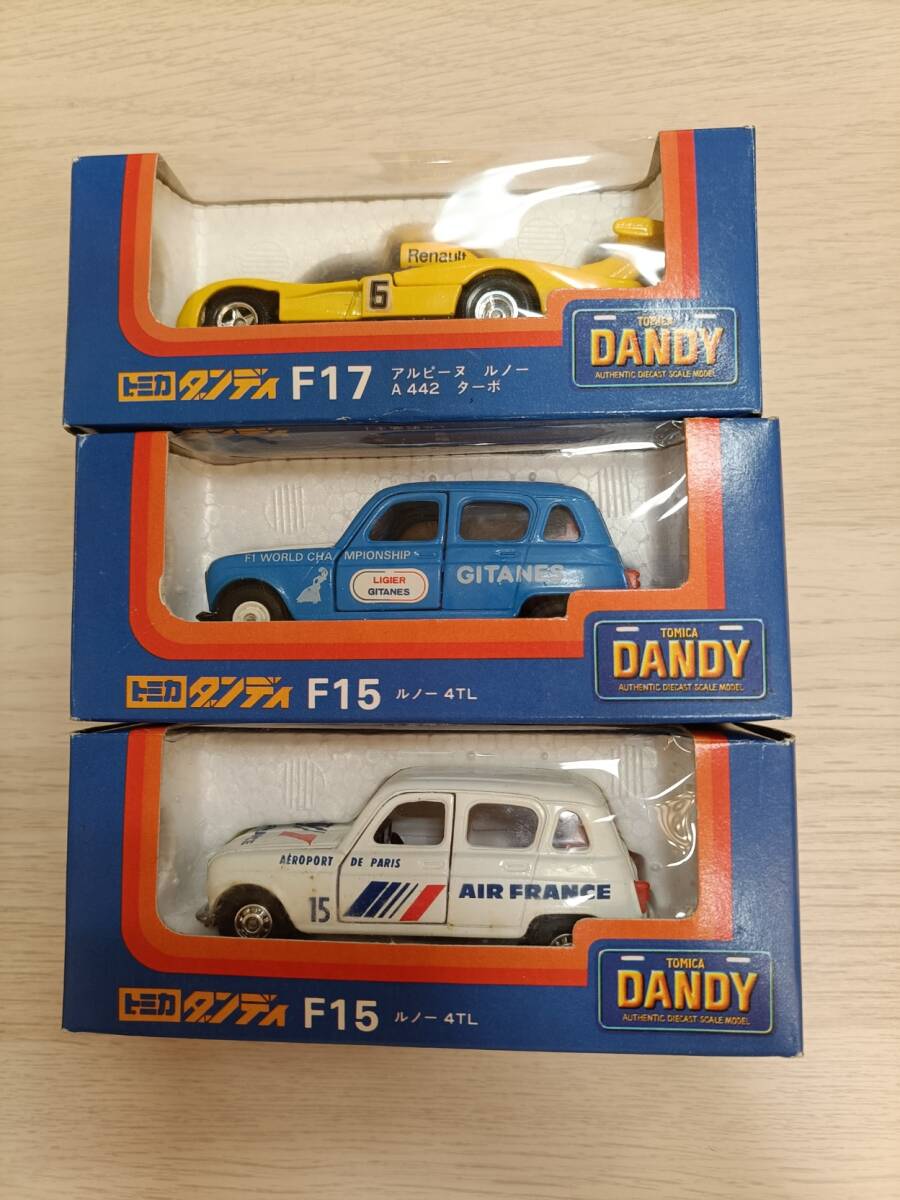 Renault
6
TOMICA
DANDY
AUTHENTIC DIECAST SCALE MODEL
トミカ ダンディ F17 アルピーヌ ルノー
A 442 ターボ
F1 WORLD CHAMPIONSHIP
LIGIER
GITANES
GITANES
TOMICA
DANDY
AUTHENTIC DIECAST SCALE MODEL
トミカ ダンディ F15 ルノー 4TL
AÉROPORT DE PARIS
15
AIR FRANCE
TOMICA
DANDY
AUTHENTIC DIECAST SCALE MODEL
トミカ ダンディ F15 ルノー 4TL